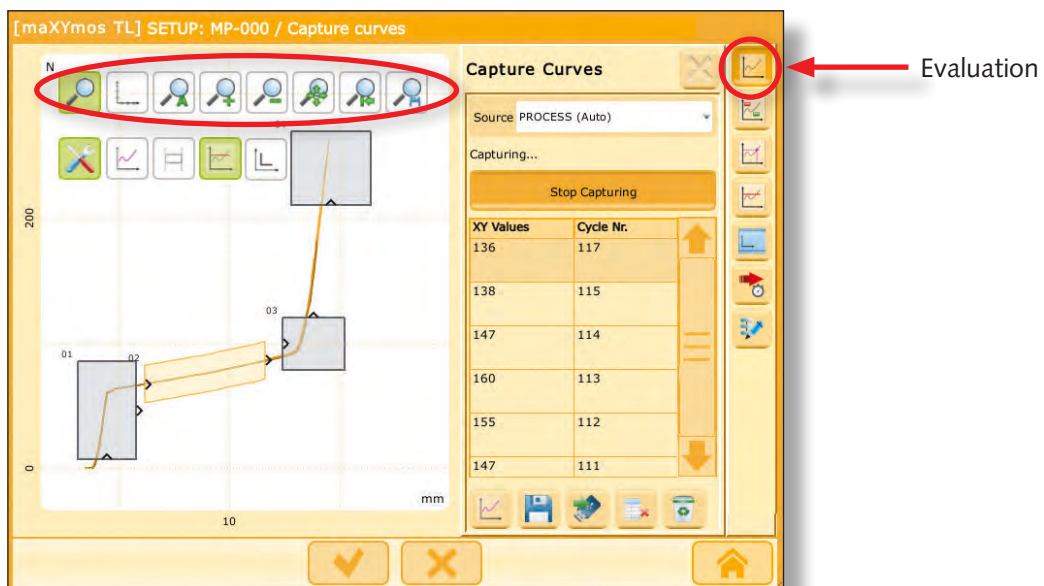 [maXYmos TL] SETUP: MP-000 / Capture curves
N
200
0
10
mm
01
02
03
Capture Curves
Source PROCESS (Auto)
Capturing...
Stop Capturing
XY Values Cycle Nr.
136 117
138 115
147 114
160 113
155 112
147 111
Evaluation